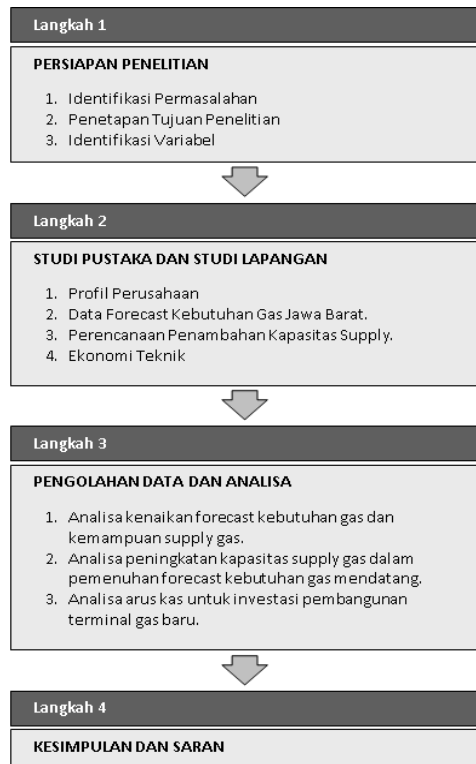 Langkah 1
PERSIAPAN PENELITIAN
1. Identifikasi Permasalahan
2. Penetapan Tujuan Penelitian
3. Identifikasi Variabel
Langkah 2
STUDI PUSTAKA DAN STUDI LAPANGAN
1. Profil Perusahaan
2. Data Forecast Kebutuhan Gas Jawa Barat.
3. Perencanaan Penambahan Kapasitas Supply.
4. Ekonomi Teknik
Langkah 3
PENGOLAHAN DATA DAN ANALISA
1. Analisa kenaikan forecast kebutuhan gas dan
kemampuan supply gas.
2. Analisa peningkatan kapasitas supply gas dalam
pemenuhan forecast kebutuhan gas mendatang.
3. Analisa arus kas untuk investasi pembangunan
terminal gas baru.
Langkah 4
KESIMPULAN DAN SARAN